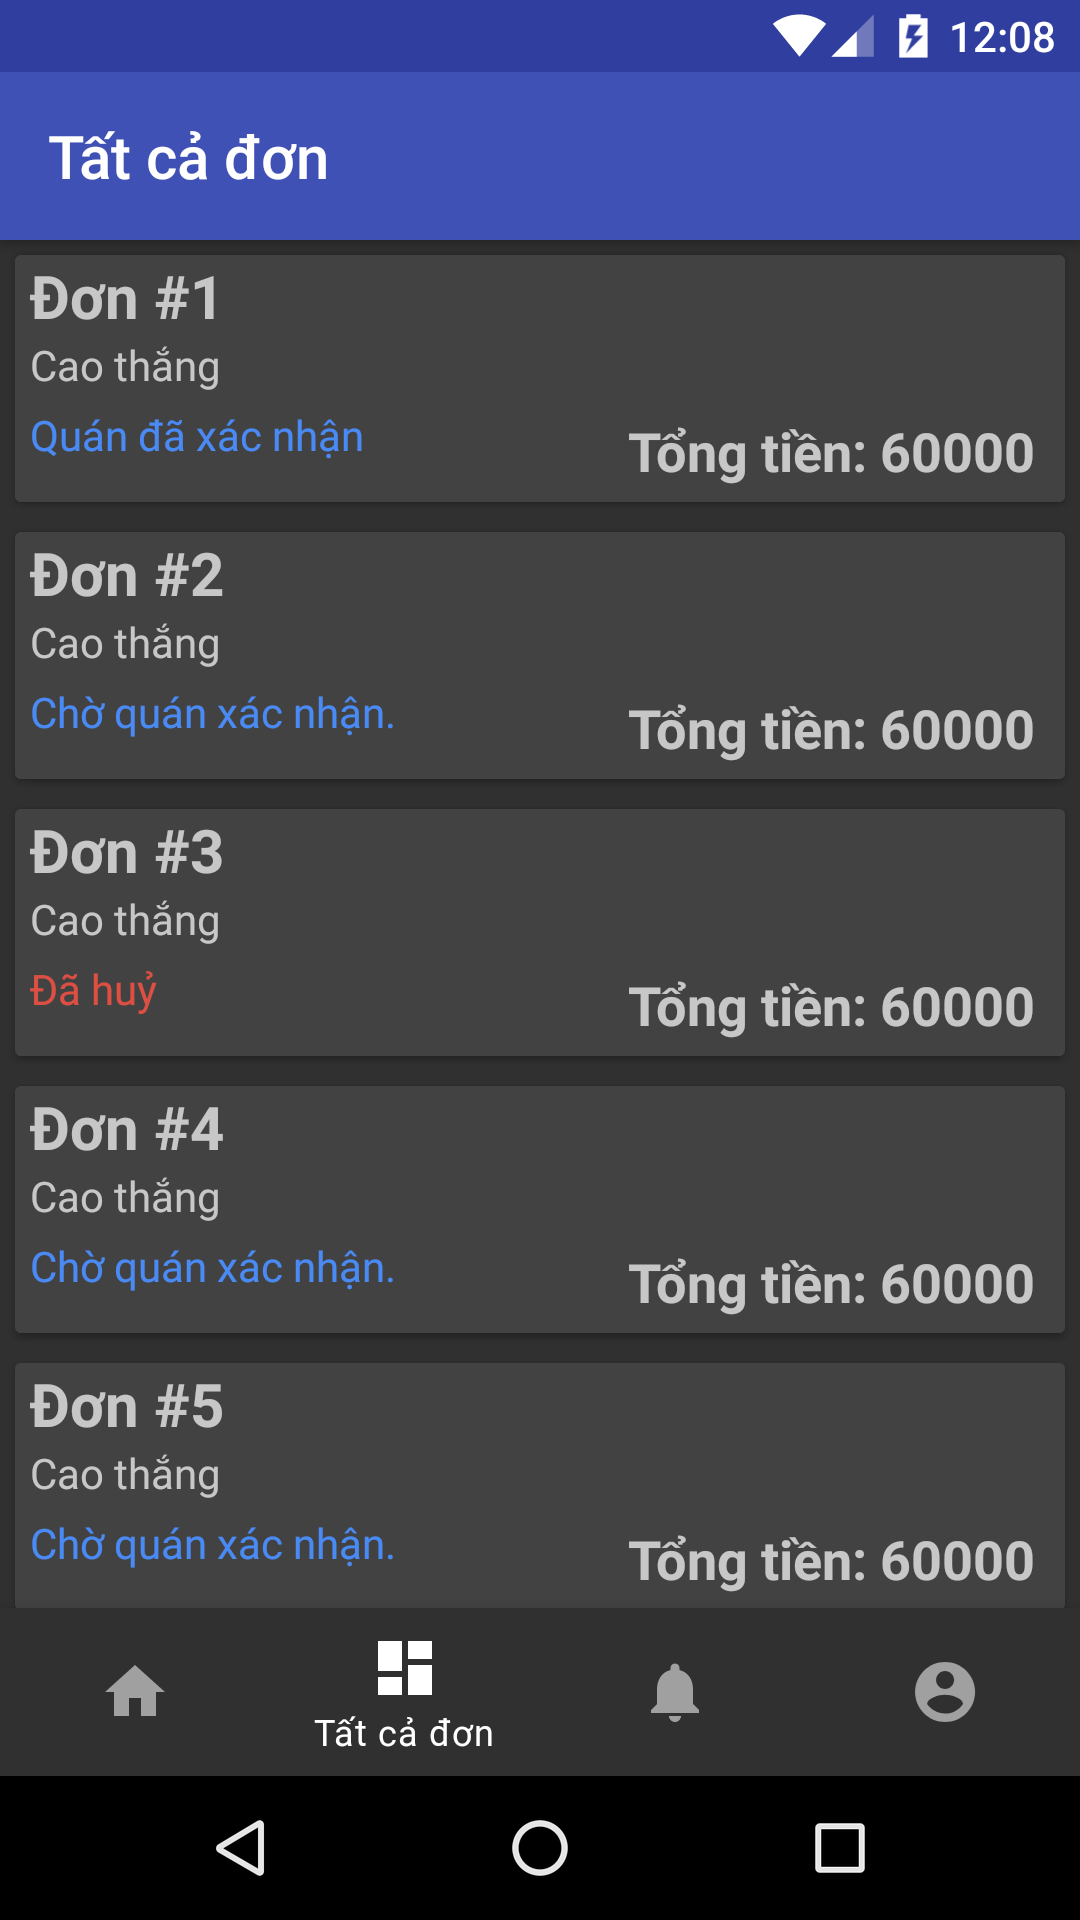 12:08
Tất cả đơn
Đơn #1
Cao thắng
Quán đã xác nhận
Tổng tiền: 60000
Đơn #2
Cao thắng
Chờ quán xác nhận.
Tổng tiền: 60000
Đơn #3
Cao thắng
Đã huỷ
Tổng tiền: 60000
Đơn #4
Cao thắng
Chờ quán xác nhận.
Tổng tiền: 60000
Đơn #5
Cao thắng
Chờ quán xác nhận.
Tổng tiền: 60000
Tất cả đơn